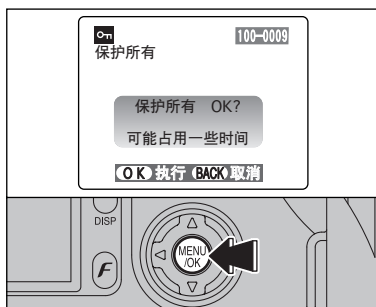 100-0009
保护所有
保护所有 OK?
可能占用一些时间
OK 执行 BACK 取消
DISP
MENU
/OK
F